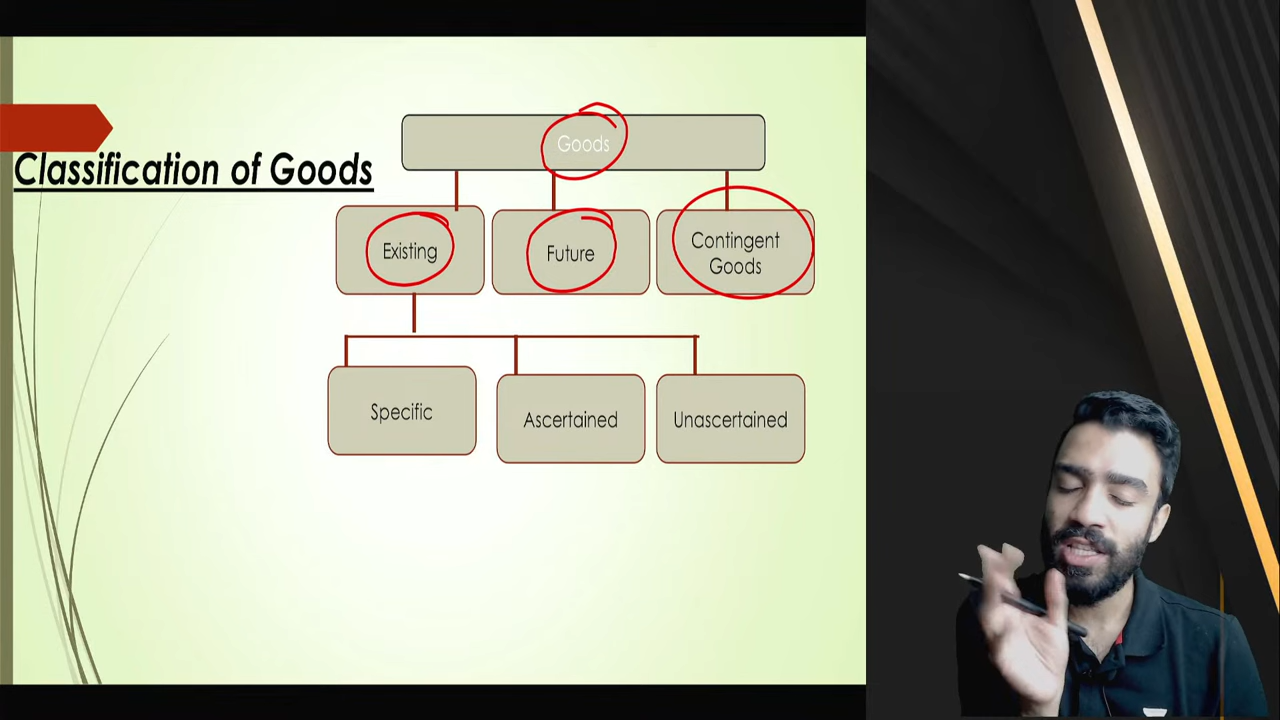 Classification of Goods
Goods
Existing
Future
Contingent
Goods
Specific
Ascertained
Unascertained